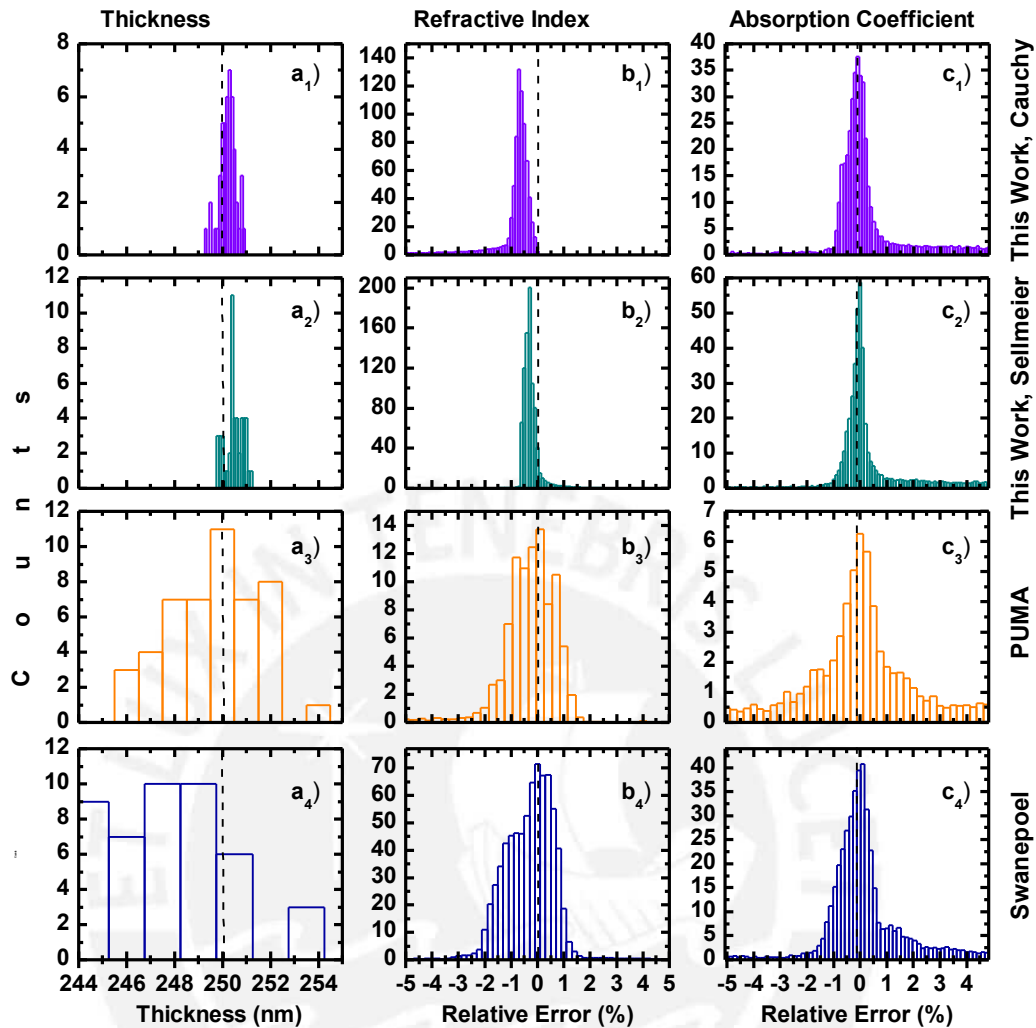 Thickness Refractive Index Absorption Coefficient
8 6 4 2 0
a1)
140 120 100 80 60 40 20 0
b1)
40 35 30 25 20 15 10 5 0
c1)
This Work, Cauchy
12 10 8 6 4 2 0
a2)
200 160 120 80 40 0
b2)
60 50 40 30 20 10 0
c2)
This Work, Sellmeier
Counts
12 10 8 6 4 2 0
a3)
14 12 10 8 6 4 2 0
b3)
7 6 5 4 3 2 1 0
c3)
PUMA
12 10 8 6 4 2 0
a4)
70 60 50 40 30 20 10 0
b4)
40 35 30 25 20 15 10 5 0
c4)
Swanepoel
244 246 248 250 252 254
-5 -4 -3 -2 -1 0 1 2 3 4 5
-5 -4 -3 -2 -1 0 1 2 3 4
Thickness (nm) Relative Error (%) Relative Error (%)
ET LUX IN TENEBRIS LUCET